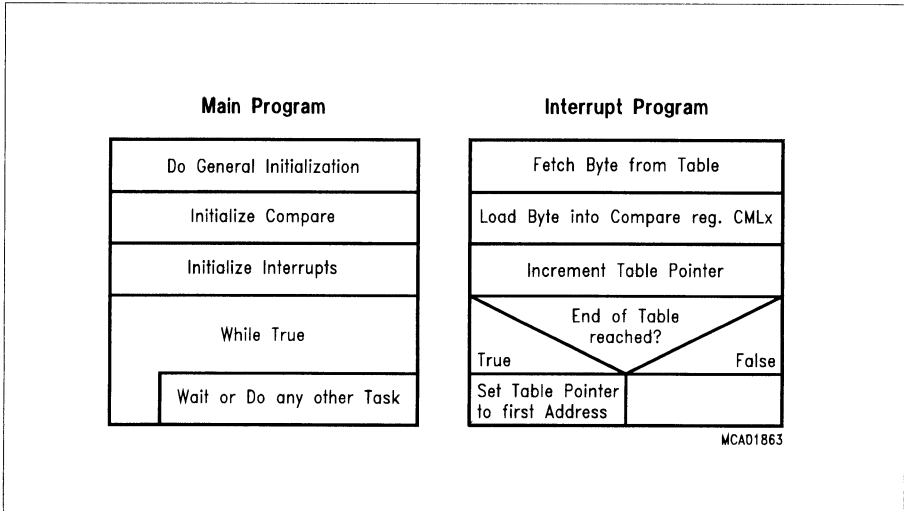 Main Program
Do General Initialization
Initialize Compare
Initialize Interrupts
While True
Wait or Do any other Task
Interrupt Program
Fetch Byte from Table
Load Byte into Compare reg. CMLx
Increment Table Pointer
End of Table
reached?
True
False
Set Table Pointer
to first Address
MCA01863